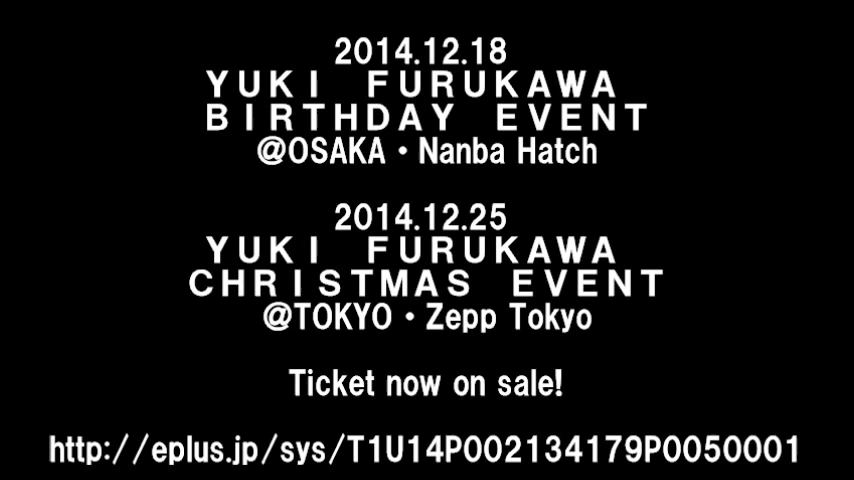 2014.12.18
YUKI FURUKAWA
BIRTHDAY EVENT
@OSAKA・Nanba Hatch
2014.12.25
YUKI FURUKAWA
CHRISTMAS EVENT
@TOKYO・Zepp Tokyo
Ticket now on sale!
http://eplus.jp/sys/T1U14P002134179P0050001